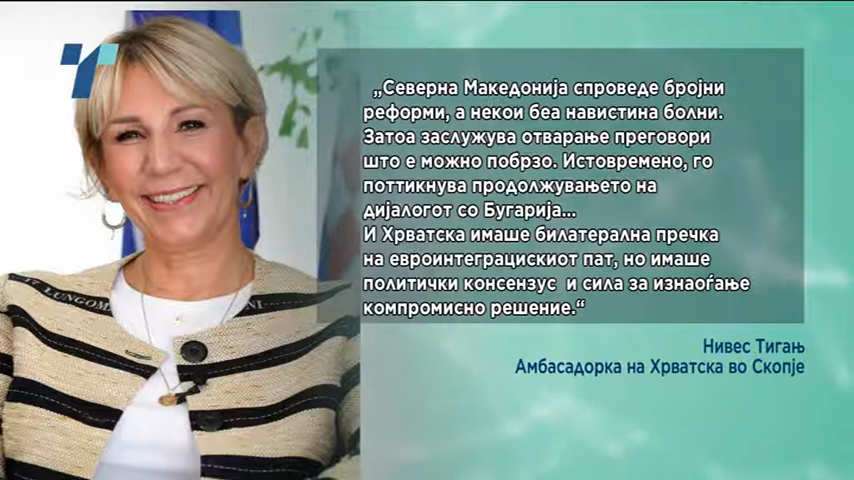 „Северна Македонија спроведе бројни
реформи, а некои беа навистина болни.
Затоа заслужува отварање преговори
што е можно побрзо. Истовремено, го
поттикнува продолжувањето на
дијалогот со Бугарија...
И Хрватска имаше билатерална пречка
на евроинтеграцискиот пат, но имаше
политички консензус и сила за изнаоѓање
компромисно решение.“
Нивес Тигањ
Амбасадорка на Хрватска во Скопје